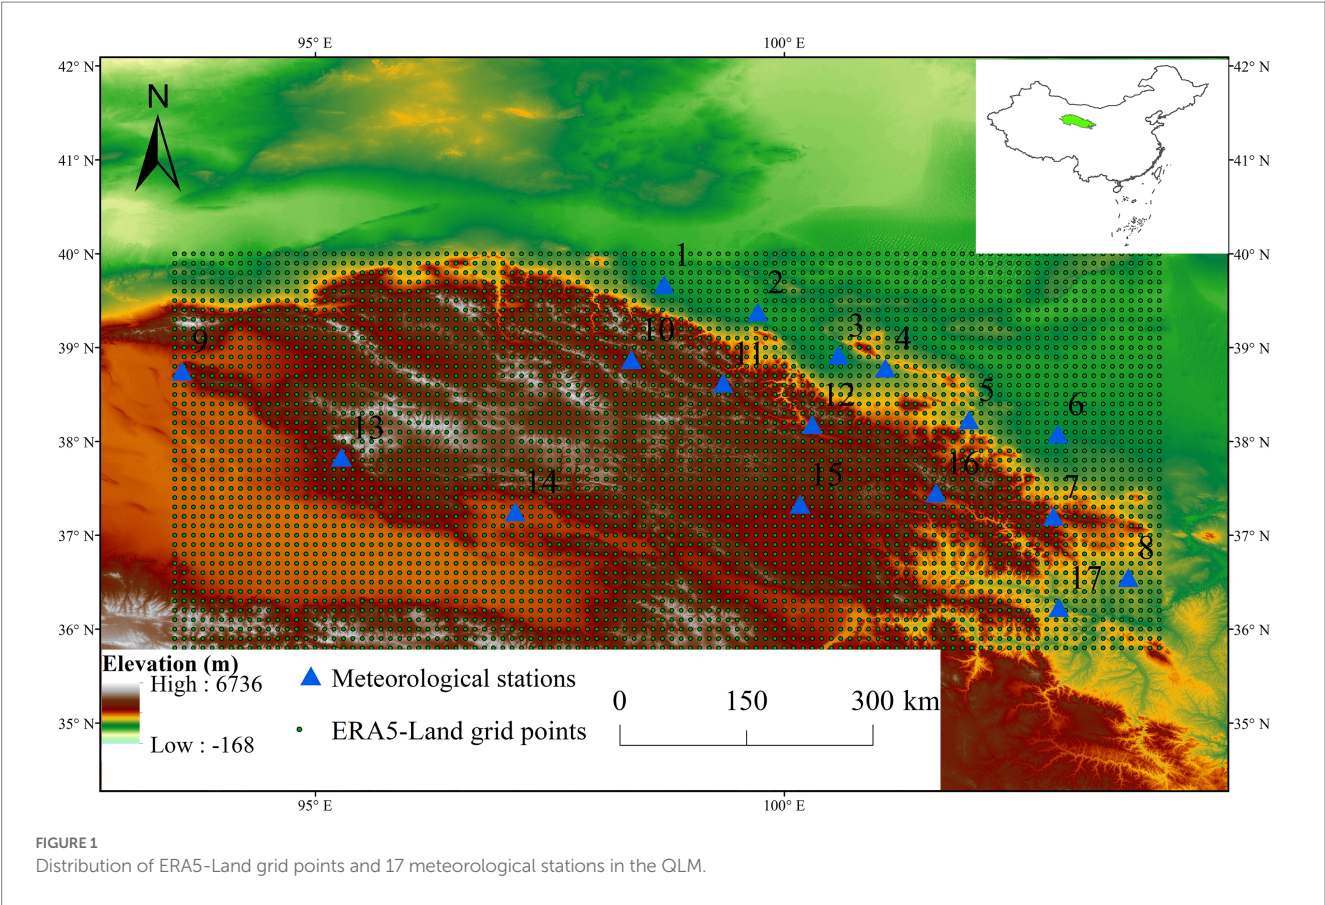 95° E 100° E
42° N 42° N
N
41° N 41° N
40° N 40° N
1
2
3
10 4
9 39° N 39° N
11
12 5
6
13 38° N 38° N
16
14 15
7
37° N 37° N
8
17
36° N 36° N
Elevation (m)
High : 6736
Meteorological stations
0 150 300 km
ERA5-Land grid points
Low : -168
35° N 35° N
95° E 100° E
FIGURE 1
Distribution of ERA5-Land grid points and 17 meteorological stations in the QLM.